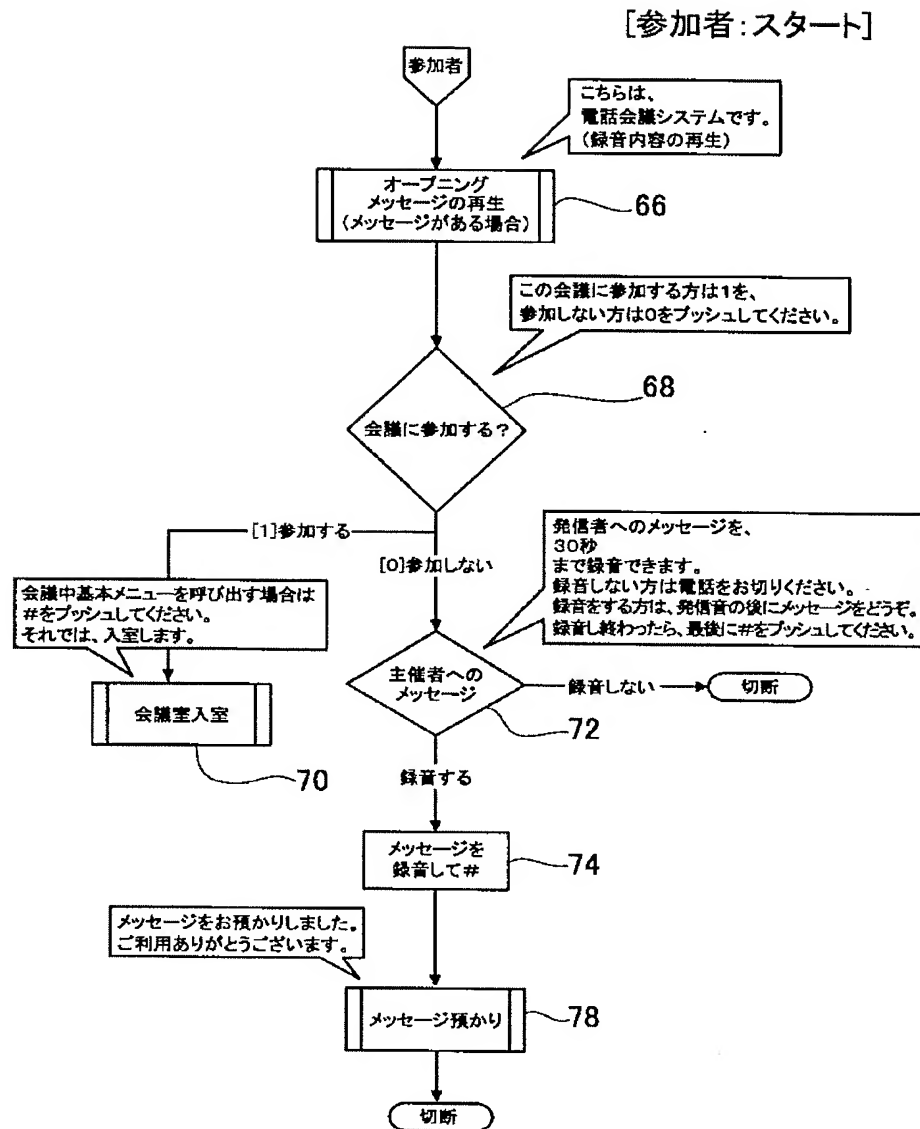 [参加者:スタート]
参加者
こちらは、
電話会議システムです。
(録音内容の再生)
オープニング
メッセージの再生
(メッセージがある場合)
66
この会議に参加する方は1を、
参加しない方は0をプッシュしてください。
68
会議に参加する?
[1]参加する
[0]参加しない
発信者へのメッセージを、
30秒
まで録音できます。
録音しない方は電話をお切りください。
録音をする方は、発信音の後にメッセージをどうぞ。
録音し終わったら、最後に#をプッシュしてください。
会議中基本メニューを呼び出す場合は
#をプッシュしてください。
それでは、入室します。
会議室入室
70
主催者への
メッセージ
72
録音しない
切断
録音する
メッセージを
録音して#
74
メッセージをお預かりしました。
ご利用ありがとうございます。
メッセージ預かり
78
切断